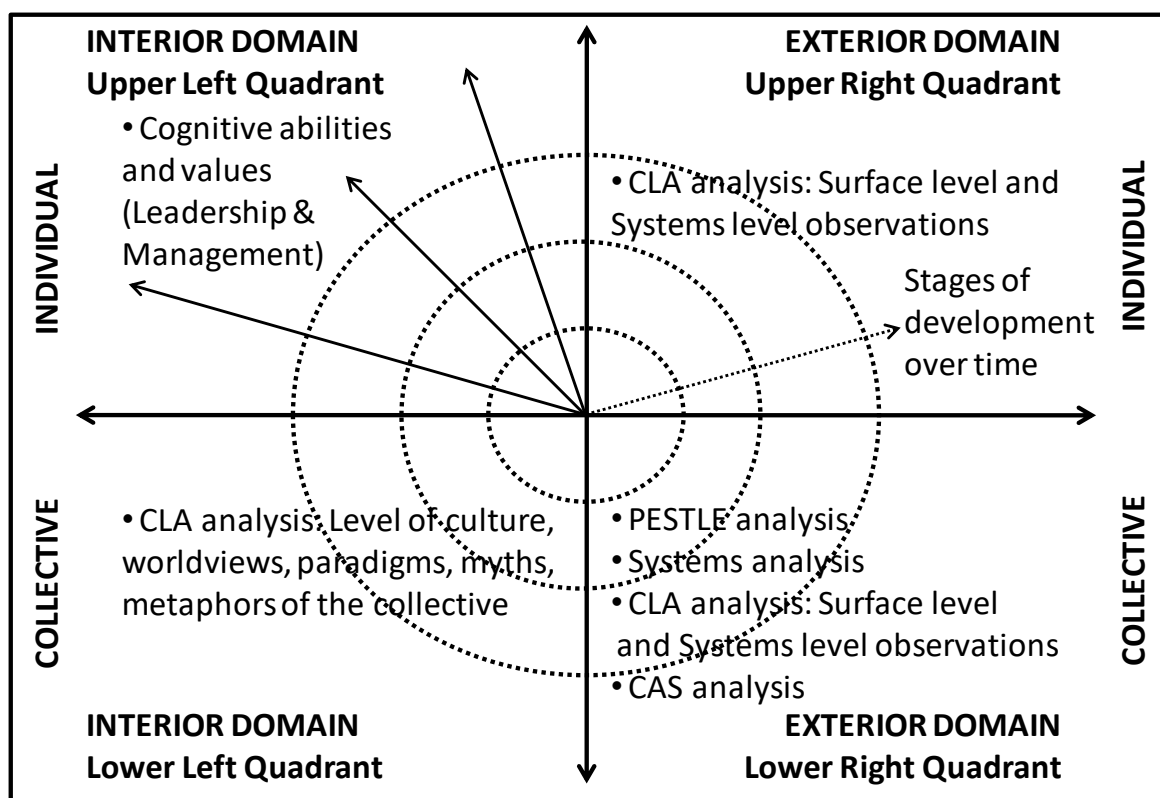 INTERIOR DOMAIN
Upper Left Quadrant
• Cognitive abilities
and values
(Leadership &
Management)
INDIVIDUAL
EXTERIOR DOMAIN
Upper Right Quadrant
• CLA analysis: Surface level and
Systems level observations
Stages of
development
over time
INDIVIDUAL
COLLECTIVE
• CLA analysis: Level of culture,
worldviews, paradigms, myths,
metaphors of the collective
INTERIOR DOMAIN
Lower Left Quadrant
• PESTLE analysis
• Systems analysis
• CLA analysis: Surface level
and Systems level observations
• CAS analysis
COLLECTIVE
EXTERIOR DOMAIN
Lower Right Quadrant